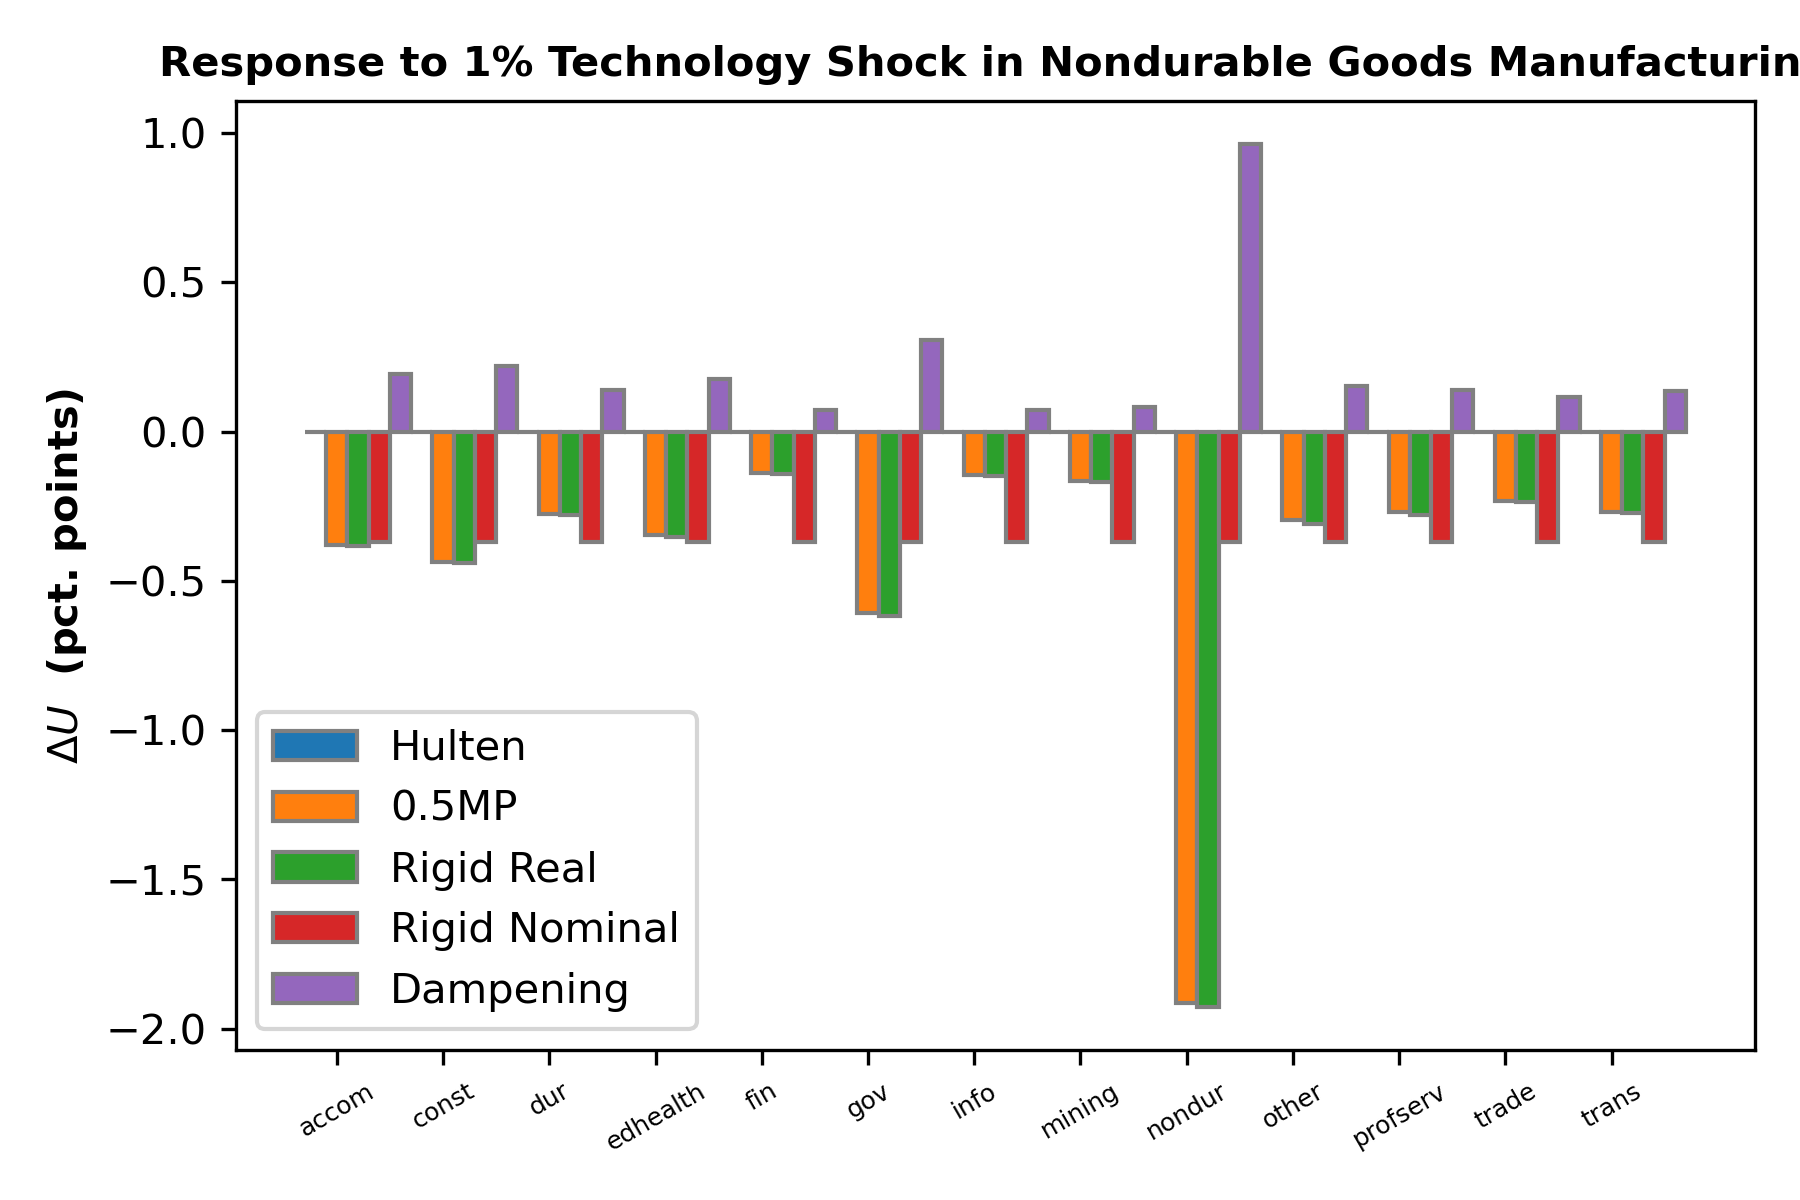 Response to 1% Technology Shock in Nondurable Goods Manufacturin
ΔU (pct. points)
1.0
0.5
0.0
−0.5
−1.0
−1.5
−2.0
Hulten
0.5MP
Rigid Real
Rigid Nominal
Dampening
accom
const
dur
edhealth
fin
gov
info
mining
nondur
other
profserv
trade
trans